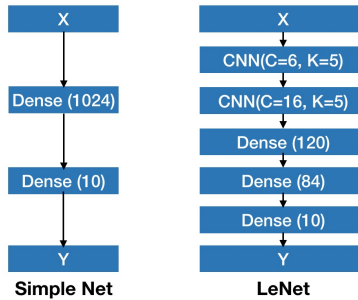 X
Dense (1024)
Dense (10)
Y
Simple Net
X
CNN(C=6, K=5)
CNN(C=16, K=5)
Dense (120)
Dense (84)
Dense (10)
Y
LeNet